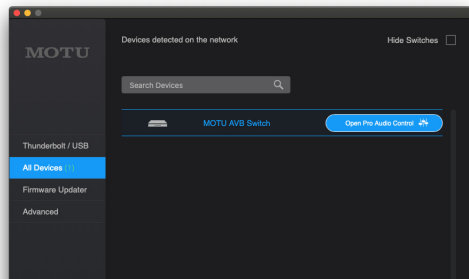 MOTU
Devices detected on the network
Hide Switches
Search Devices
MOTU AVB Switch
Open Pro Audio Control
Thunderbolt / USB
All Devices (1)
Firmware Updater
Advanced